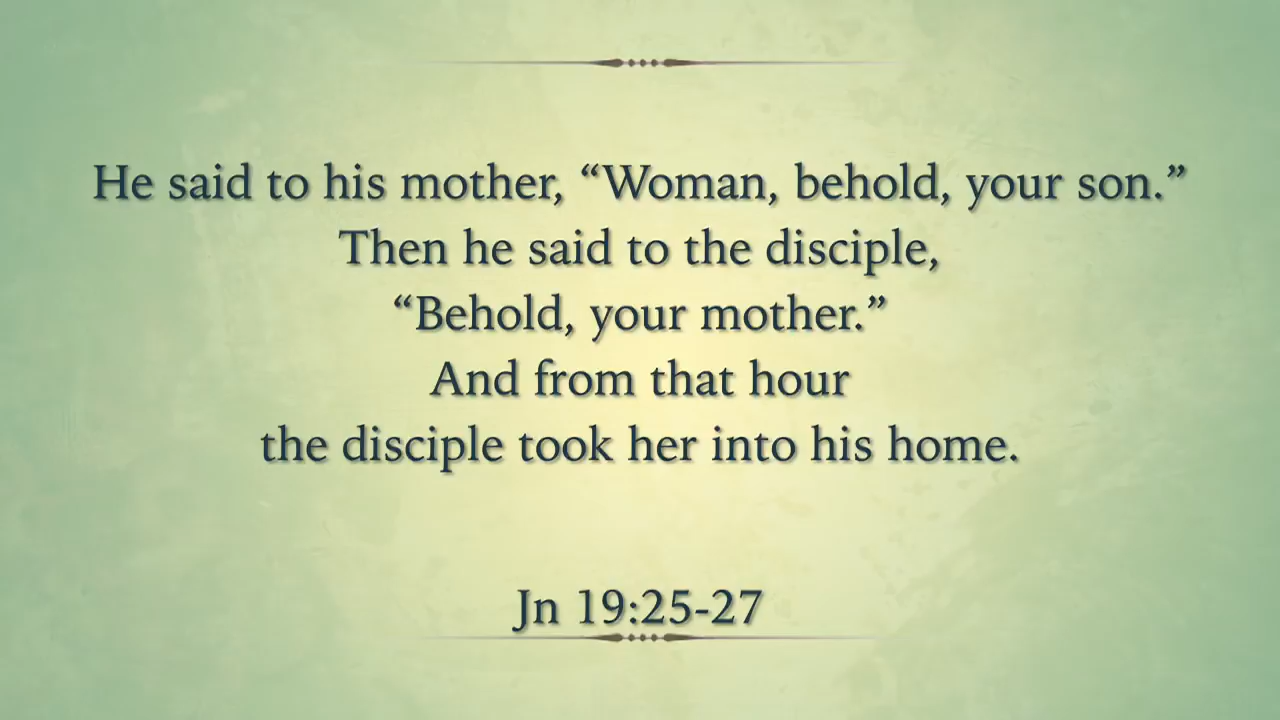 He said to his mother, “Woman, behold, your son.”
Then he said to the disciple,
“Behold, your mother.”
And from that hour
the disciple took her into his home.
Jn 19:25-27